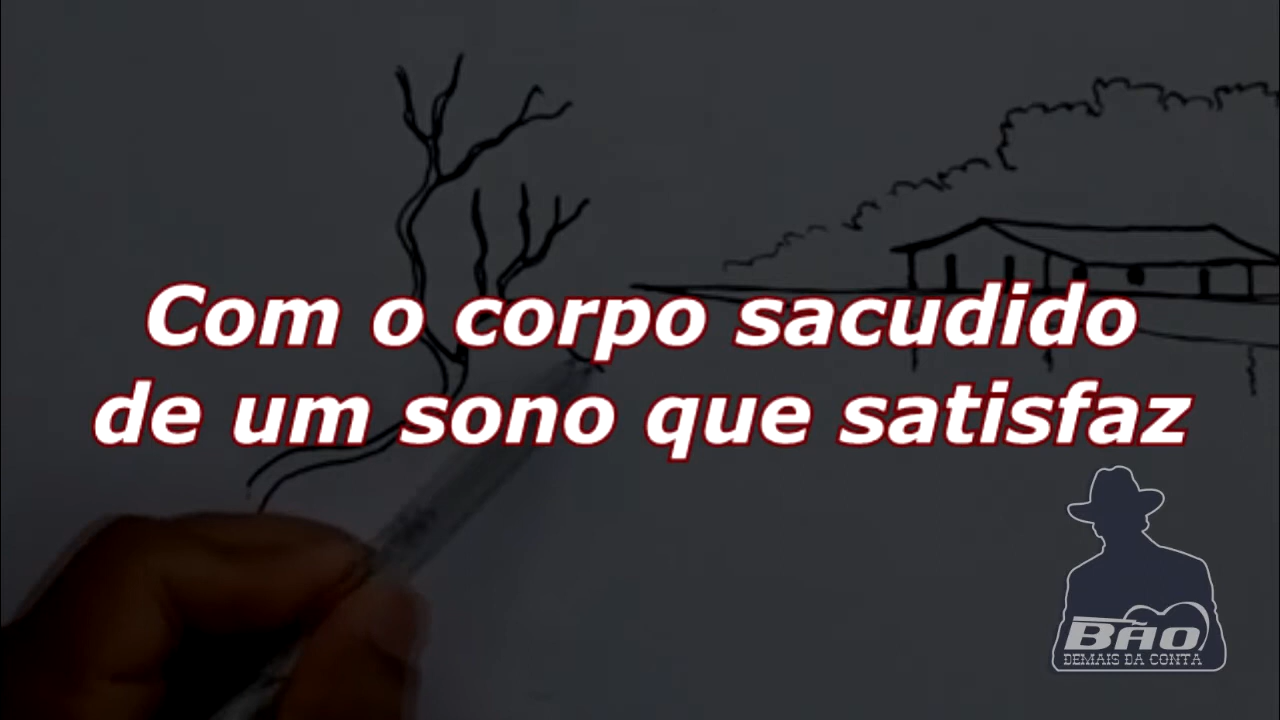 Com o corpo sacudido
de um sono que satisfaz
BÃO
DEMAIS DA CONTA